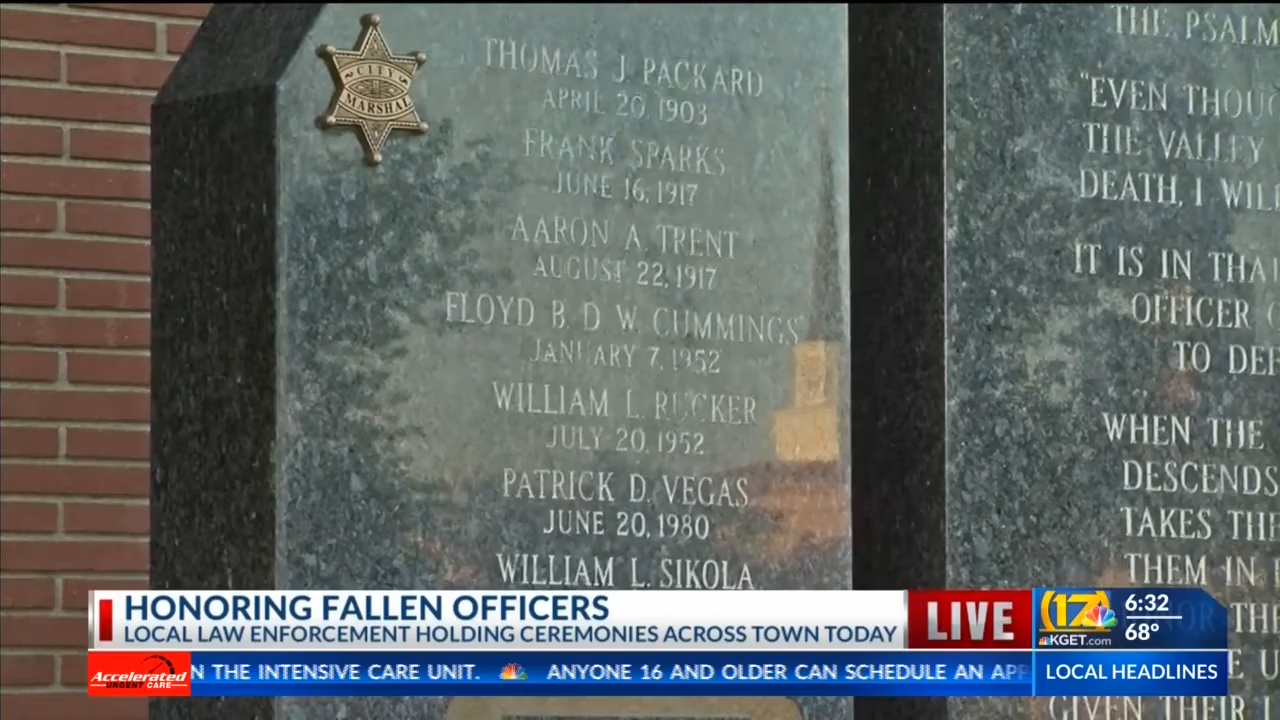 CITY
MARSHAL
THOMAS J. PACKARD
APRIL 20, 1903
FRANK SPARKS
JUNE 16, 1917
AARON A. TRENT
AUGUST 22, 1917
FLOYD B. D. W. CUMMINGS
JANUARY 7, 1952
WILLIAM L. RUCKER
JULY 20, 1952
PATRICK D. VEGAS
JUNE 20, 1980
WILLIAM L. SIKOLA
THE PSALM
"EVEN THOUG
THE VALLEY
DEATH, I WIL
IT IS IN THA
OFFICER
TO DEF
WHEN THE
DESCENDS
TAKES THE
THEM IN
THE
E U
GIVEN THEIR L
HONORING FALLEN OFFICERS
LOCAL LAW ENFORCEMENT HOLDING CEREMONIES ACROSS TOWN TODAY
LIVE
17
KGET.com
6:32
68°
Accelerated
URGENT CARE
N THE INTENSIVE CARE UNIT. ANYONE 16 AND OLDER CAN SCHEDULE AN AP
LOCAL HEADLINES